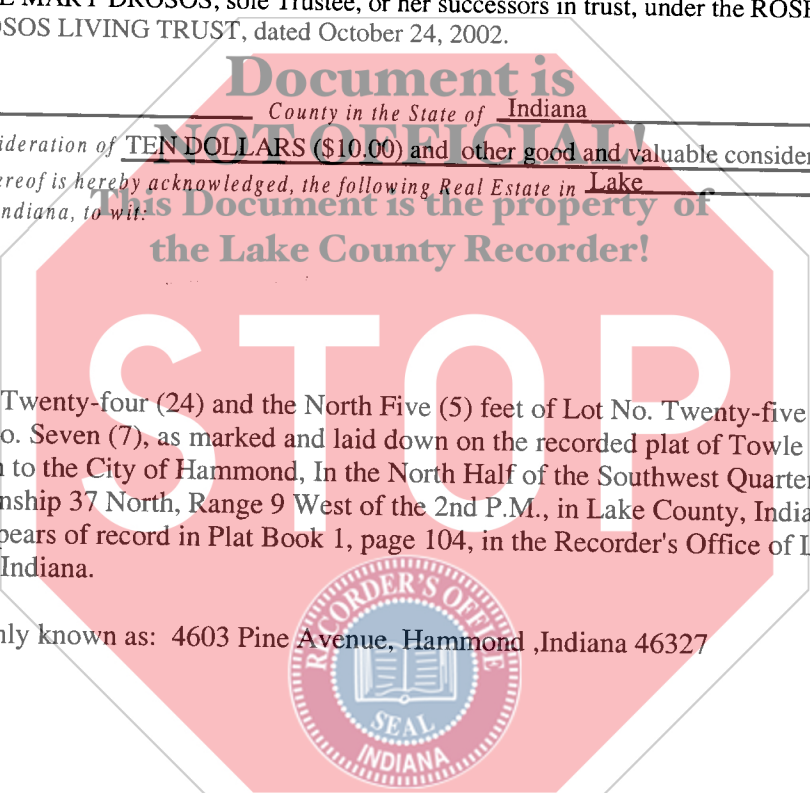 MARY DROSOS, sole Trustee, or her successors in trust, under the ROSE
SOS LIVING TRUST, dated October 24, 2002.
Document is
County in the State of Indiana
NOT OFFICIAL!
ideration of TEN DOLLARS ($10.00) and other good and valuable consider
ereof is hereby acknowledged, the following Real Estate in Lake
This Document is the property of
ndiana, to wit:
the Lake County Recorder!
STOP
Twenty-four (24) and the North Five (5) feet of Lot No. Twenty-five
o. Seven (7), as marked and laid down on the recorded plat of Towle
n to the City of Hammond, In the North Half of the Southwest Quarter
nship 37 North, Range 9 West of the 2nd P.M., in Lake County, India
pears of record in Plat Book 1, page 104, in the Recorder's Office of L
Indiana.
nly known as: 4603 Pine Avenue, Hammond ,Indiana 46327
RECORDER'S OFFICE
SEAL
INDIANA